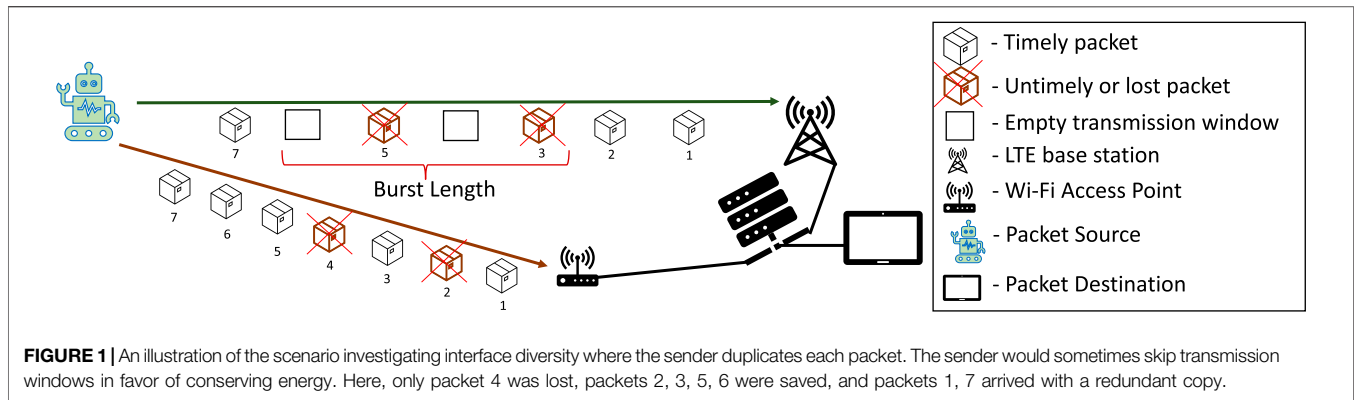 - Timely packet
- Untimely or lost packet
- Empty transmission window
- LTE base station
- Wi-Fi Access Point
- Packet Source
- Packet Destination
7 5 3 2 1
Burst Length
7 6 5 4 3 2 1
FIGURE 1 | An illustration of the scenario investigating interface diversity where the sender duplicates each packet. The sender would sometimes skip transmission
windows in favor of conserving energy. Here, only packet 4 was lost, packets 2, 3, 5, 6 were saved, and packets 1, 7 arrived with a redundant copy.